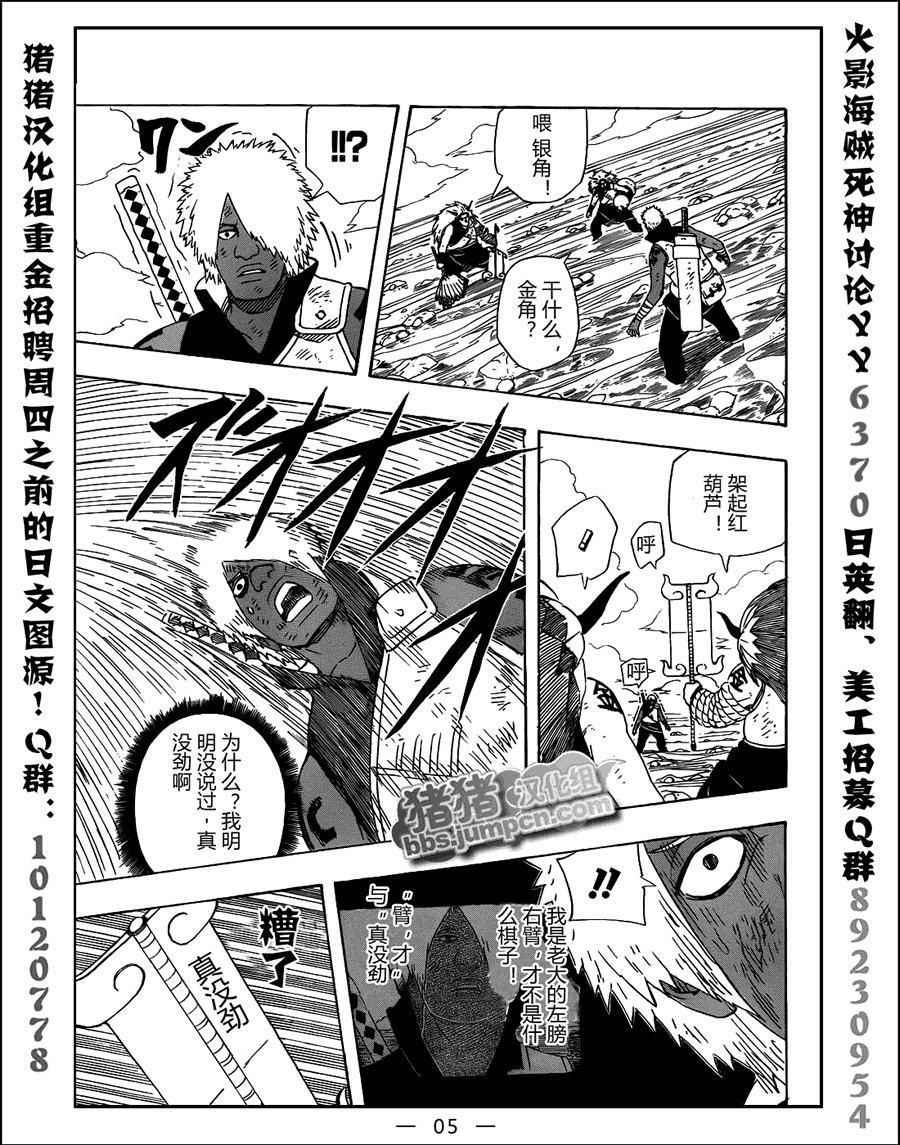 猪猪汉化组重金招聘周四之前的日文图源！Q群：10120778
火影海贼死神讨论YY6370日英翻、美工招募Q群89230954
喂
银角！
干什么，
金角？
!!?
ワン
架起红
葫芦！
呼
呼
金
ズオオオオ
为什么？我明
明没说过，真
没劲啊
猪猪汉化组
bbs.jumpcn.com
!!
我是老大的左膀
右臂，才不是什
么棋子！
“臂，才”
与“真没劲
糟了
真没劲
— 05 —